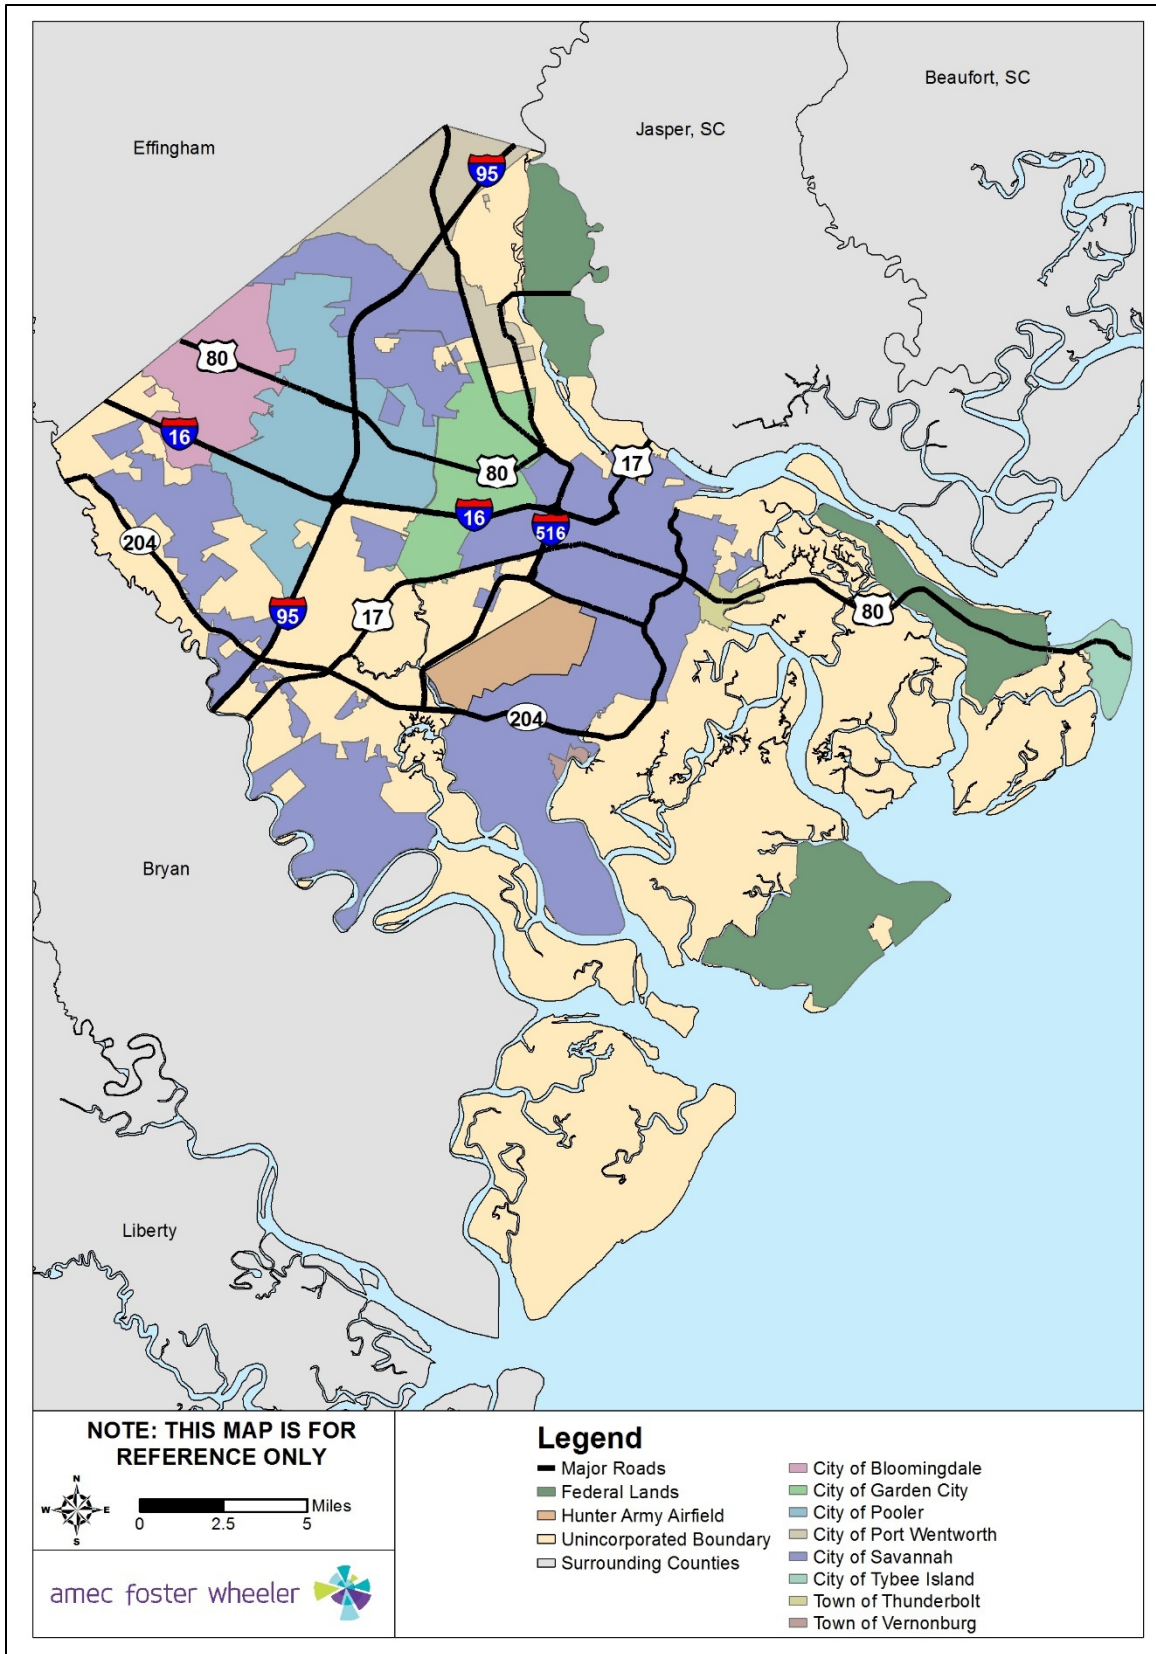 Beaufort, SC
Jasper, SC
Effingham
95
80
16
80
17
16
516
204
95
17
80
204
Bryan
Liberty
NOTE: THIS MAP IS FOR
REFERENCE ONLY
N
W E
S
Miles
0 2.5 5
amec foster wheeler
Legend
Major Roads
Federal Lands
Hunter Army Airfield
Unincorporated Boundary
Surrounding Counties
City of Bloomingdale
City of Garden City
City of Pooler
City of Port Wentworth
City of Savannah
City of Tybee Island
Town of Thunderbolt
Town of Vernonburg